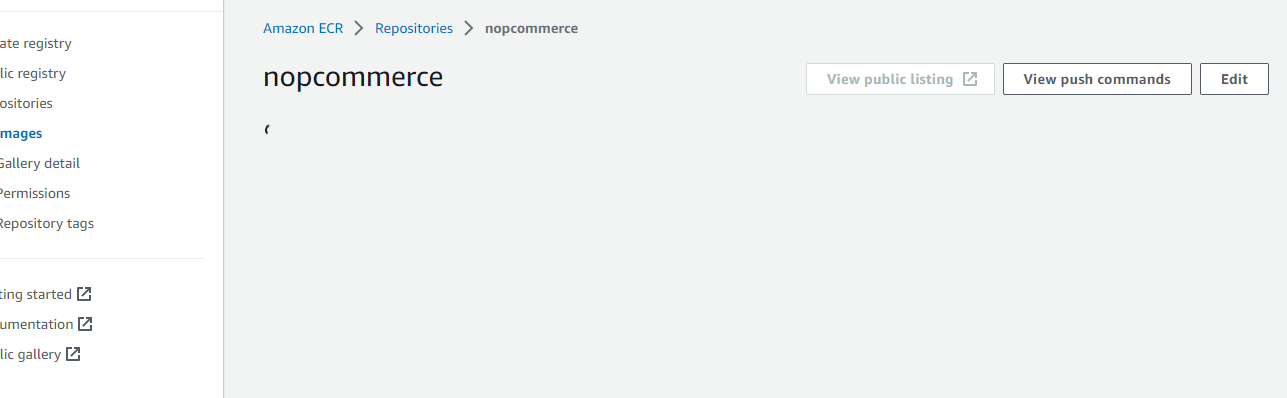 ate registry
lic registry
ositories
mages
Gallery detail
Permissions
Repository tags
ting started
umentation
lic gallery
Amazon ECR > Repositories > nopcommerce
nopcommerce
View public listing
View push commands
Edit